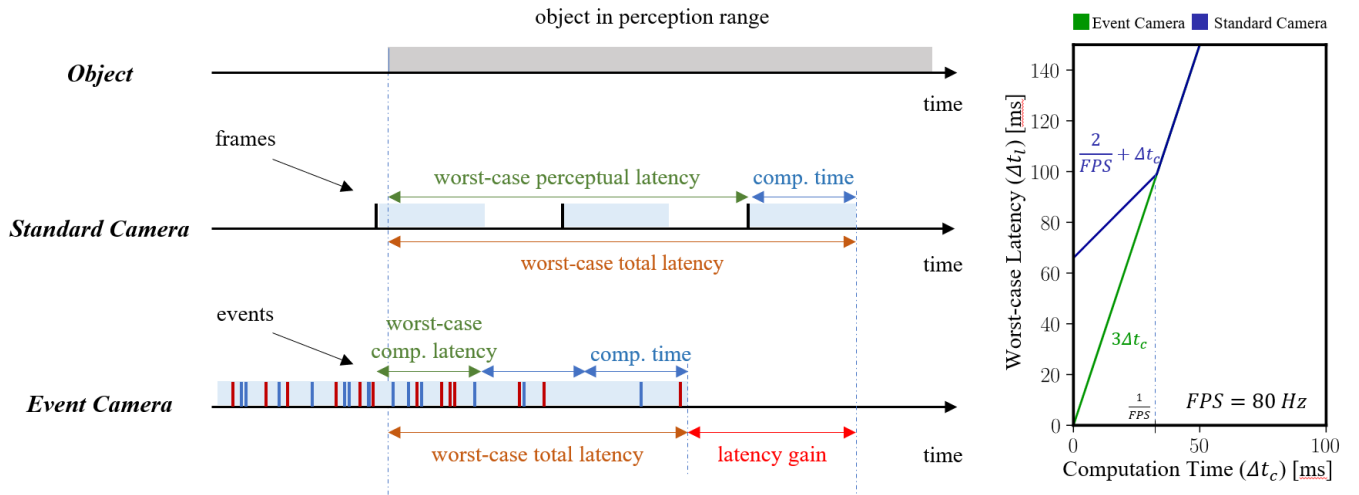 object in perception range
Object
time
frames
worst-case perceptual latency
comp. time
Standard Camera
worst-case total latency
time
events
worst-case
comp. latency
comp. time
Event Camera
worst-case total latency
latency gain
time
Event Camera
Standard Camera
Worst-case Latency (Δt_l) [ms]
140
120
100
80
60
40
20
0
2/FPS + Δt_c
3Δt_c
1/FPS
FPS = 80 Hz
0
50
100
Computation Time (Δt_c) [ms]